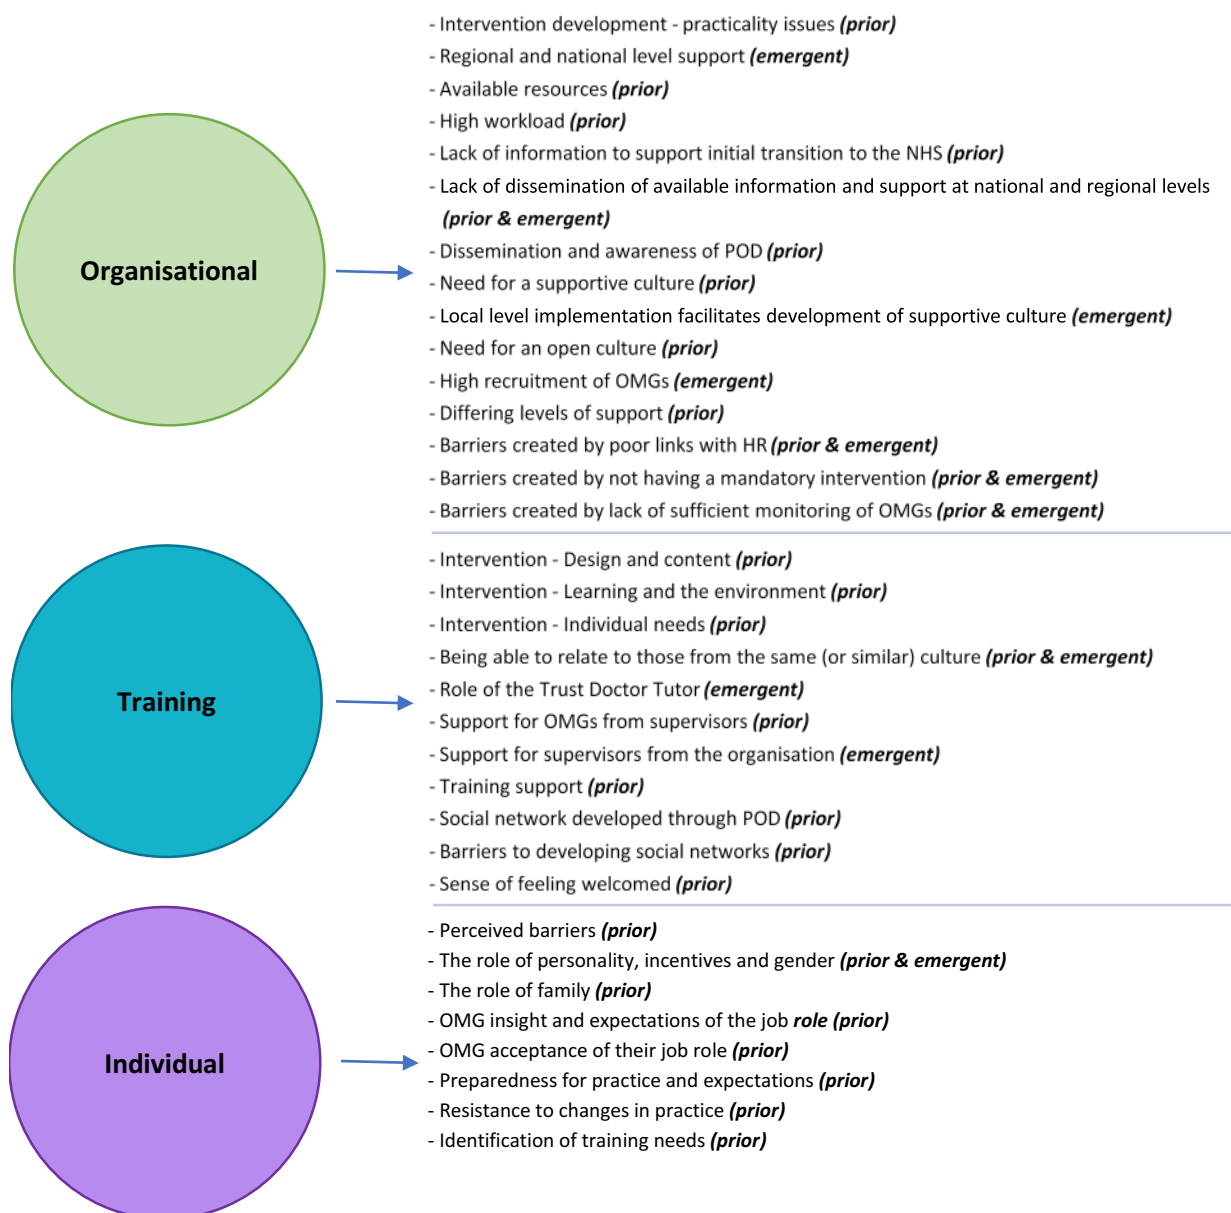 - Intervention development - practicality issues (prior)
- Regional and national level support (emergent)
- Available resources (prior)
- High workload (prior)
- Lack of information to support initial transition to the NHS (prior)
- Lack of dissemination of available information and support at national and regional levels
(prior & emergent)
Organisational
- Dissemination and awareness of POD (prior)
- Need for a supportive culture (prior)
- Local level implementation facilitates development of supportive culture (emergent)
- Need for an open culture (prior)
- High recruitment of OMGs (emergent)
- Differing levels of support (prior)
- Barriers created by poor links with HR (prior & emergent)
- Barriers created by not having a mandatory intervention (prior & emergent)
- Barriers created by lack of sufficient monitoring of OMGs (prior & emergent)
- Intervention - Design and content (prior)
- Intervention - Learning and the environment (prior)
- Intervention - Individual needs (prior)
- Being able to relate to those from the same (or similar) culture (prior & emergent)
- Role of the Trust Doctor Tutor (emergent)
Training
- Support for OMGs from supervisors (prior)
- Support for supervisors from the organisation (emergent)
- Training support (prior)
- Social network developed through POD (prior)
- Barriers to developing social networks (prior)
- Sense of feeling welcomed (prior)
- Perceived barriers (prior)
- The role of personality, incentives and gender (prior & emergent)
- The role of family (prior)
- OMG insight and expectations of the job role (prior)
- OMG acceptance of their job role (prior)
Individual
- Preparedness for practice and expectations (prior)
- Resistance to changes in practice (prior)
- Identification of training needs (prior)